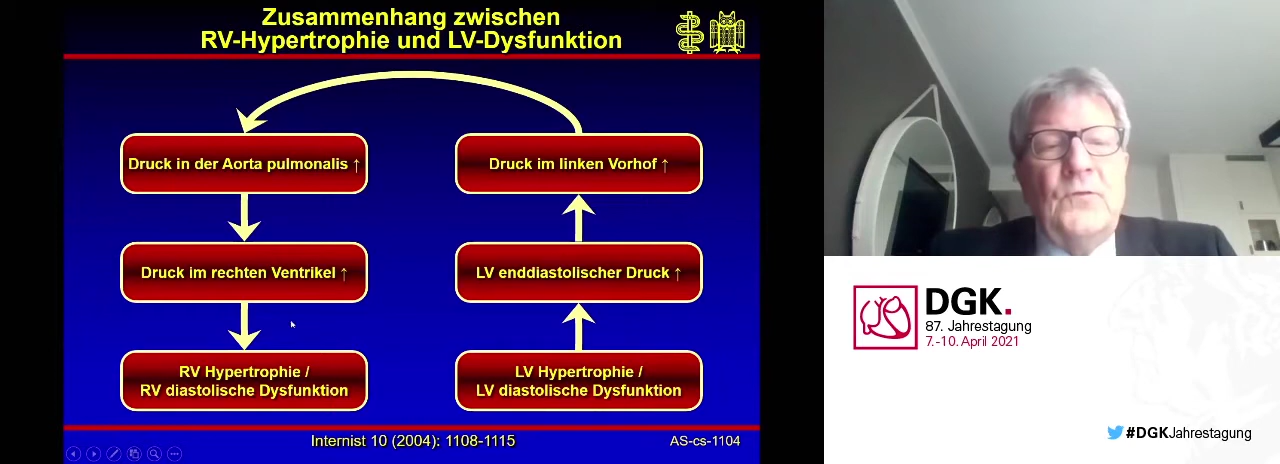 Zusammenhang zwischen
RV-Hypertrophie und LV-Dysfunktion
Druck in der Aorta pulmonalis ↑
Druck im rechten Ventrikel ↑
RV Hypertrophie /
RV diastolische Dysfunktion
Druck im linken Vorhof ↑
LV enddiastolischer Druck ↑
LV Hypertrophie /
LV diastolische Dysfunktion
Internist 10 (2004): 1108-1115
AS-cs-1104
DGK.
87. Jahrestagung
7.-10. April 2021
#DGKJahrestagung